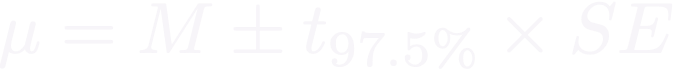 μ = M ± t₉₇.₅% × SE